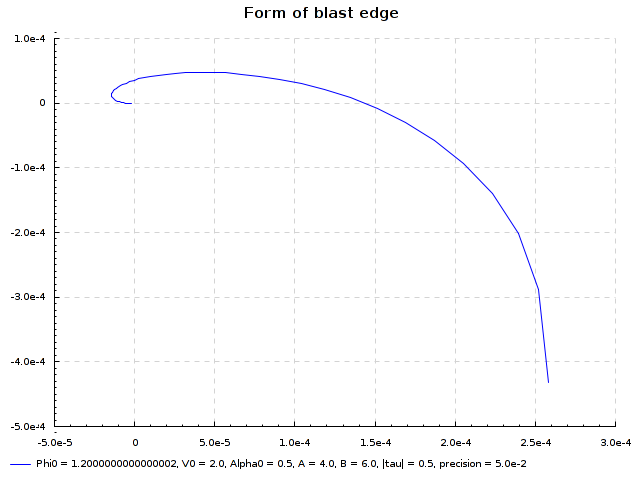 Form of blast edge
1.0e-4
0
-1.0e-4
-2.0e-4
-3.0e-4
-4.0e-4
-5.0e-4
-5.0e-5 0 5.0e-5 1.0e-4 1.5e-4 2.0e-4 2.5e-4 3.0e-4
Phi0 = 1.2000000000000002, V0 = 2.0, Alpha0 = 0.5, A = 4.0, B = 6.0, |tau| = 0.5, precision = 5.0e-2